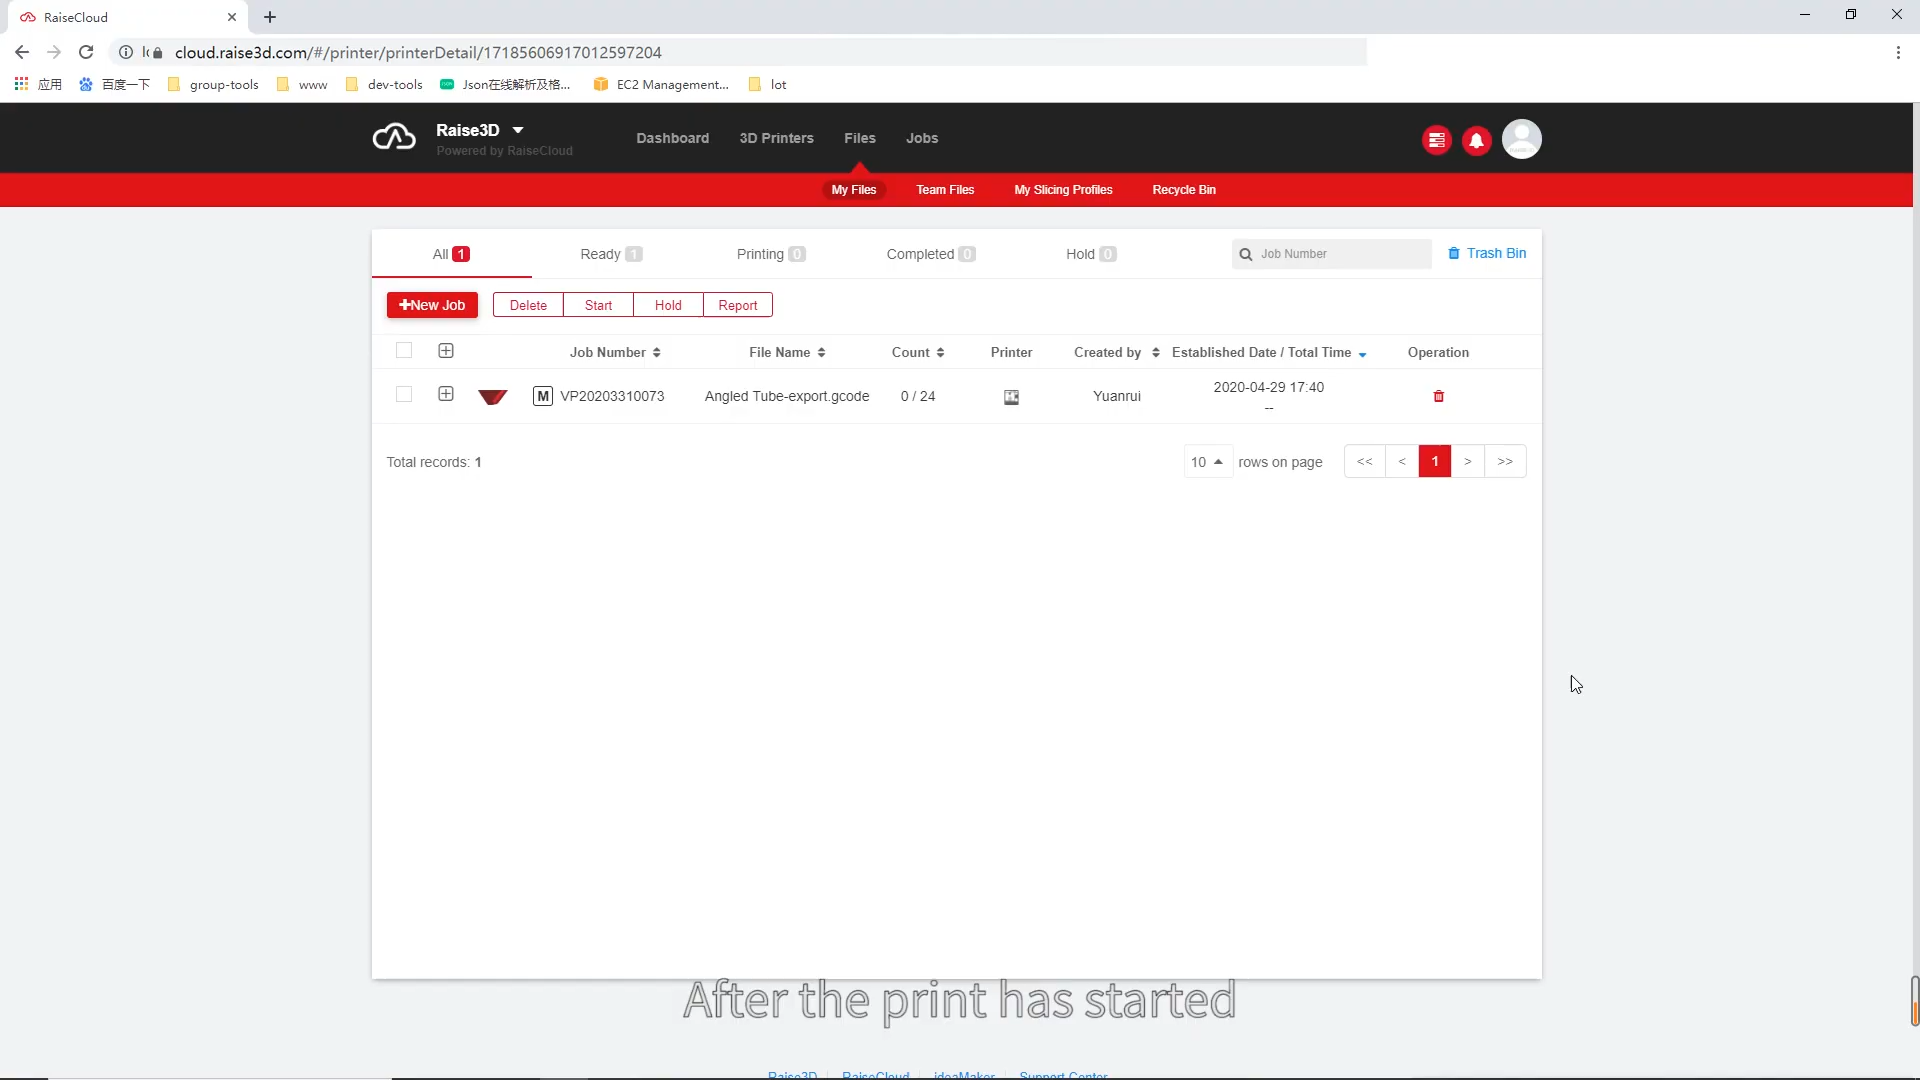 RaiseCloud
cloud.raise3d.com/#/printer/printerDetail/17185606917012597204
应用 百度一下 group-tools www dev-tools Json在线解析及格... EC2 Management... lot
Raise3D
Powered by RaiseCloud
Dashboard 3D Printers Files Jobs
My Files Team Files My Slicing Profiles Recycle Bin
All 1 Ready 1 Printing 0 Completed 0 Hold 0 Job Number Trash Bin
+New Job Delete Start Hold Report
Job Number File Name Count Printer Created by Established Date / Total Time Operation
M VP20203310073 Angled Tube-export.gcode 0 / 24 Yuanrui 2020-04-29 17:40
--
Total records: 1 10 rows on page << < 1 > >>
After the print has started
Raise3D RaiseCloud ideaMaker Support Center